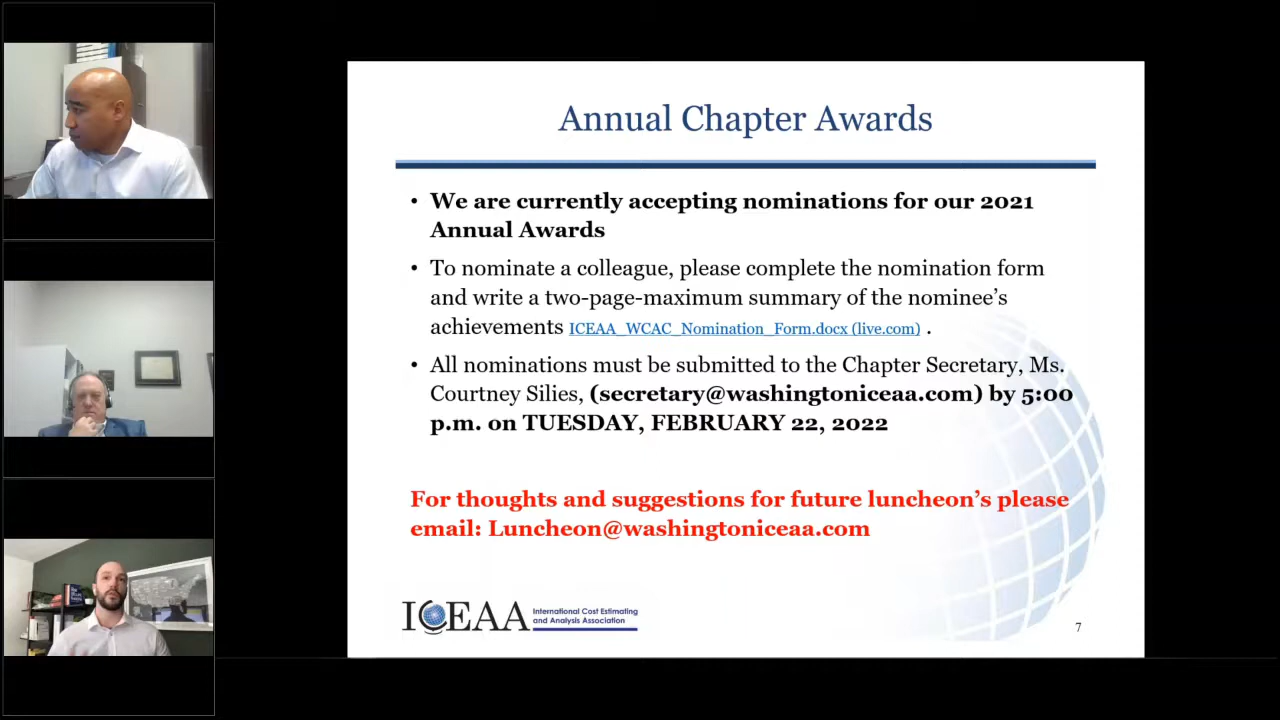 Annual Chapter Awards
• We are currently accepting nominations for our 2021
Annual Awards
• To nominate a colleague, please complete the nomination form
and write a two-page-maximum summary of the nominee’s
achievements ICEAA_WCAC_Nomination_Form.docx (live.com) .
• All nominations must be submitted to the Chapter Secretary, Ms.
Courtney Silies, (secretary@washingtoniceaa.com) by 5:00
p.m. on TUESDAY, FEBRUARY 22, 2022
For thoughts and suggestions for future luncheon’s please
email: Luncheon@washingtoniceaa.com
ICEAA International Cost Estimating
and Analysis Association
7